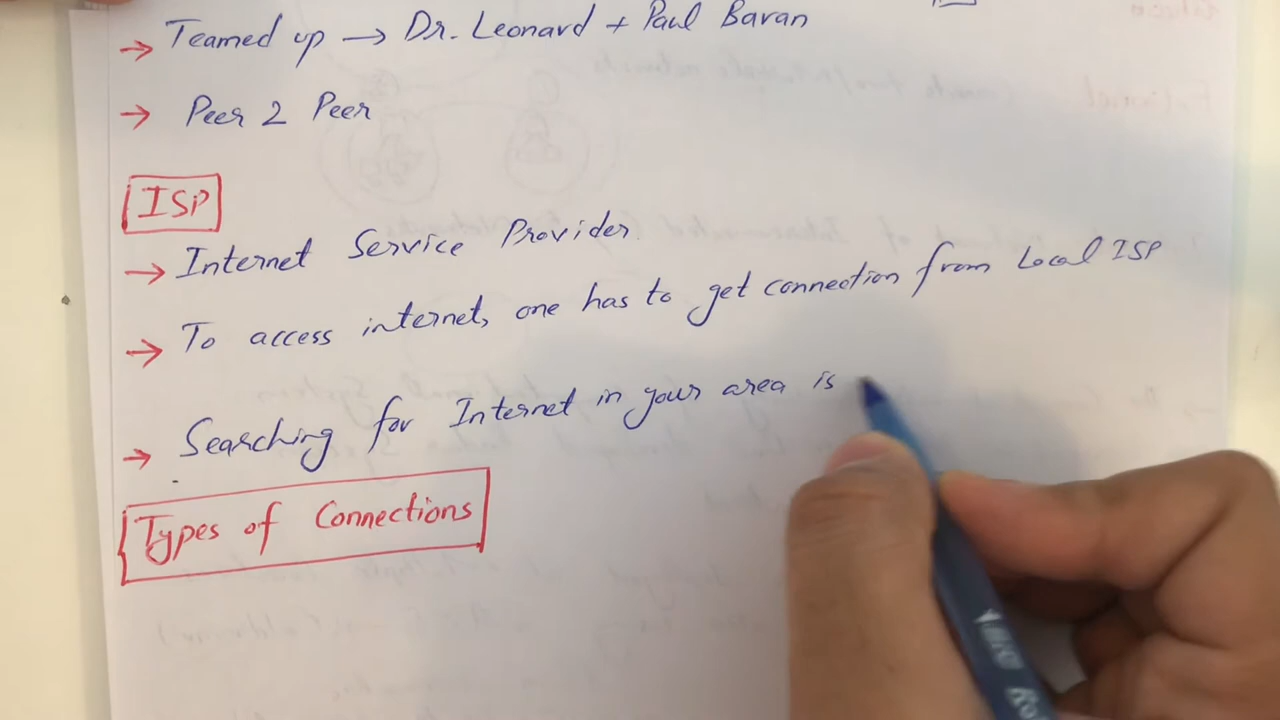 → Teamed up → Dr. Leonard + Paul Baran
→ Peer 2 Peer
ISP
→ Internet Service Provider
→ To access internet, one has to get connection from Local ISP
→ Searching for Internet in your area is
Types of Connections